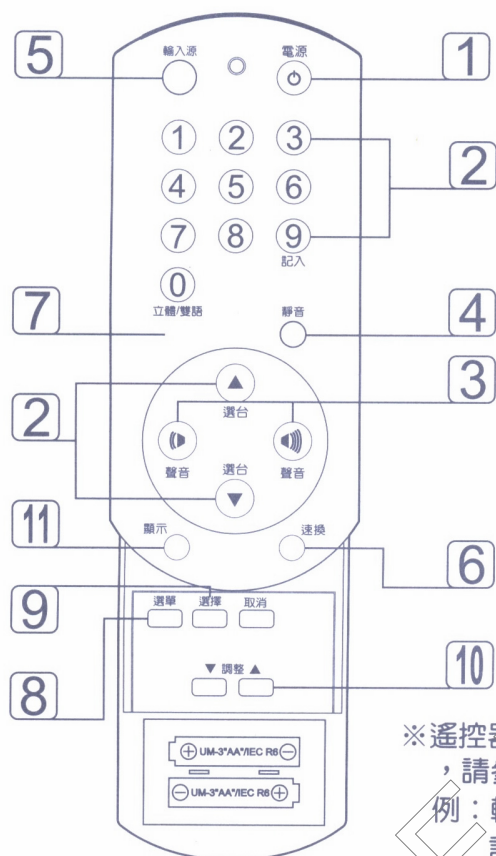 輸入源
電源
5
1
1 2 3
2
4 5 6
7 8 9
記入
0
立體/雙語
靜音
7
4
3
2
選台
聲音
聲音
選台
11
顯示
速換
6
9
選單 選擇 取消
8
▼ 調整 ▲
10
⊕ UM-3"AA"/IEC R6 ⊖
⊖ UM-3"AA"/IEC R6 ⊕
※遙控器
，請
例：